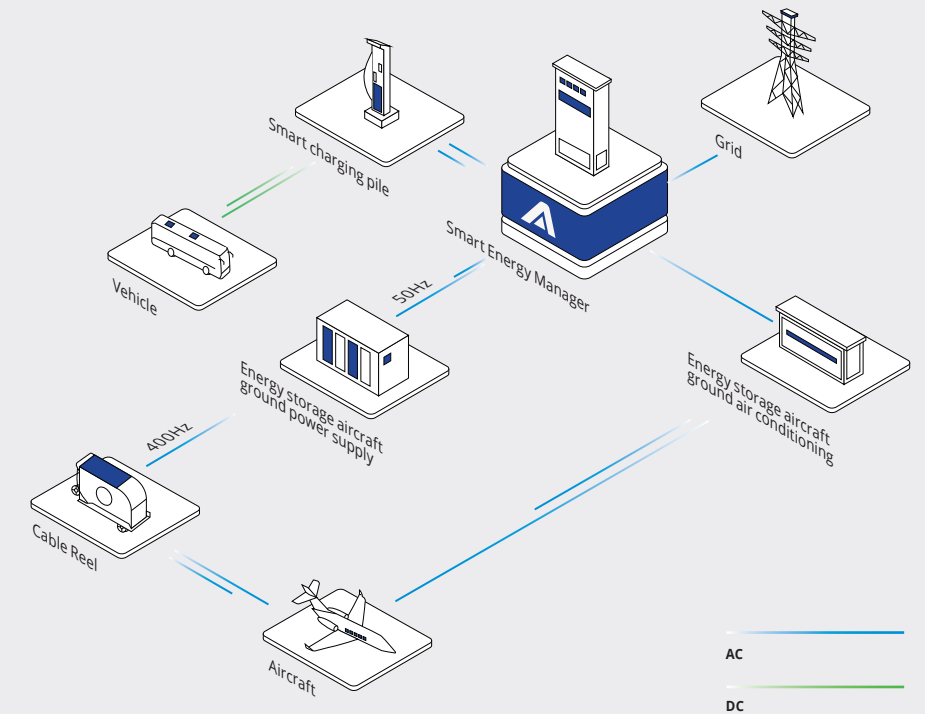 Smart charging pile
Grid
Smart Energy Manager
Vehicle
50Hz
Energy storage aircraft
ground power supply
Energy storage aircraft
ground air conditioning
400Hz
Cable Reel
Aircraft
AC
DC